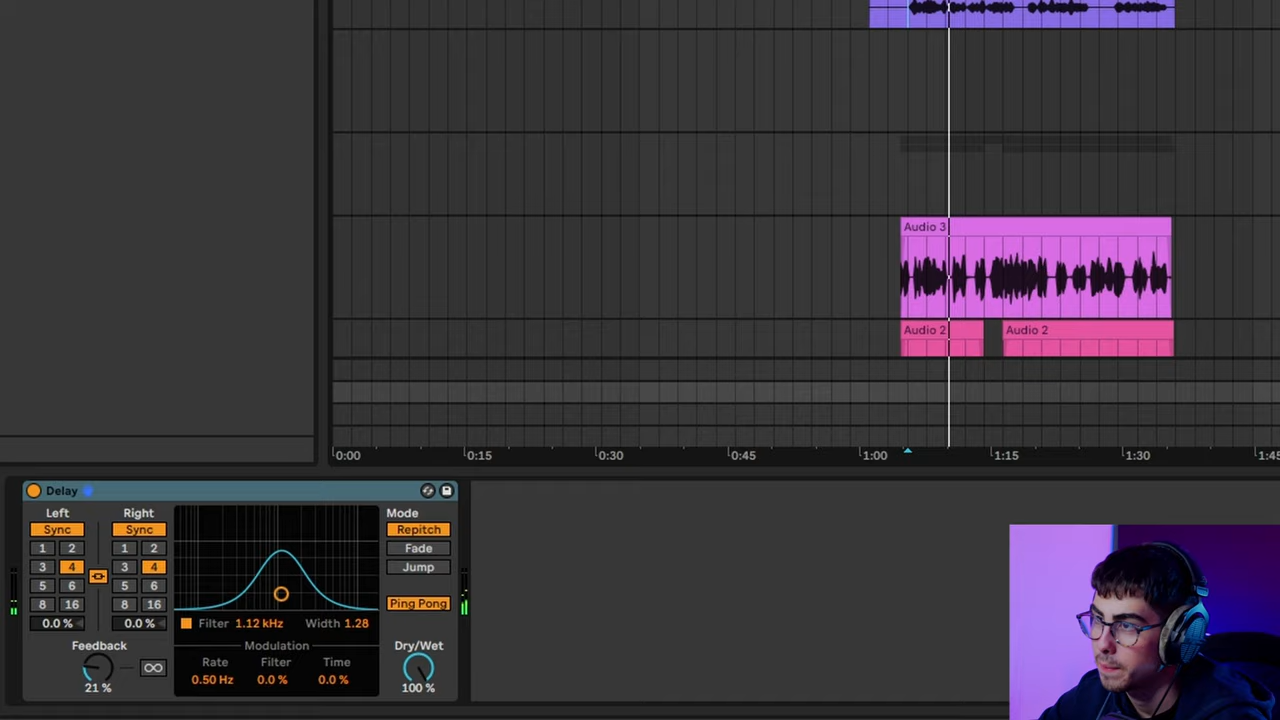 Audio 3
Audio 2 Audio 2
0:00 0:15 0:30 0:45 1:00 1:15 1:30 1:45
Delay
Left Right Mode
Sync Sync Repitch
1 2 1 2 Fade
3 4 3 4 Jump
5 6 5 6
8 16 8 16 Ping Pong
0.0 % 0.0 % Filter 1.12 kHz Width 1.28
Feedback Modulation Dry/Wet
Rate Filter Time
21 % 0.50 Hz 0.0 % 0.0 % 100 %